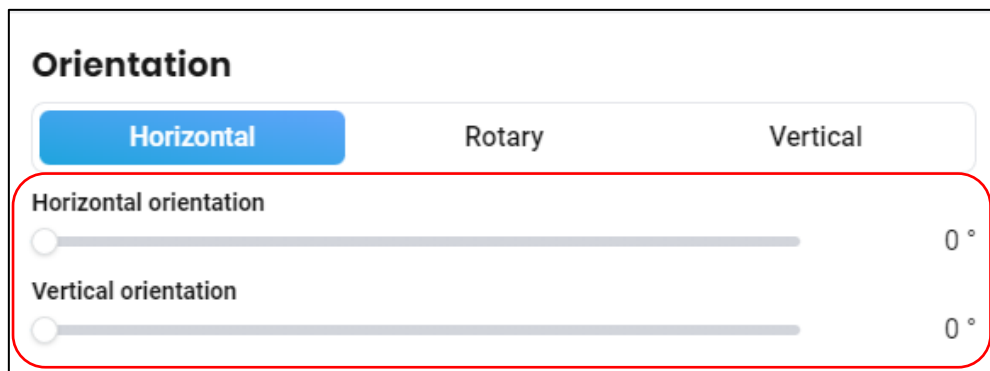 Orientation
Horizontal Rotary Vertical
Horizontal orientation
0 °
Vertical orientation
0 °